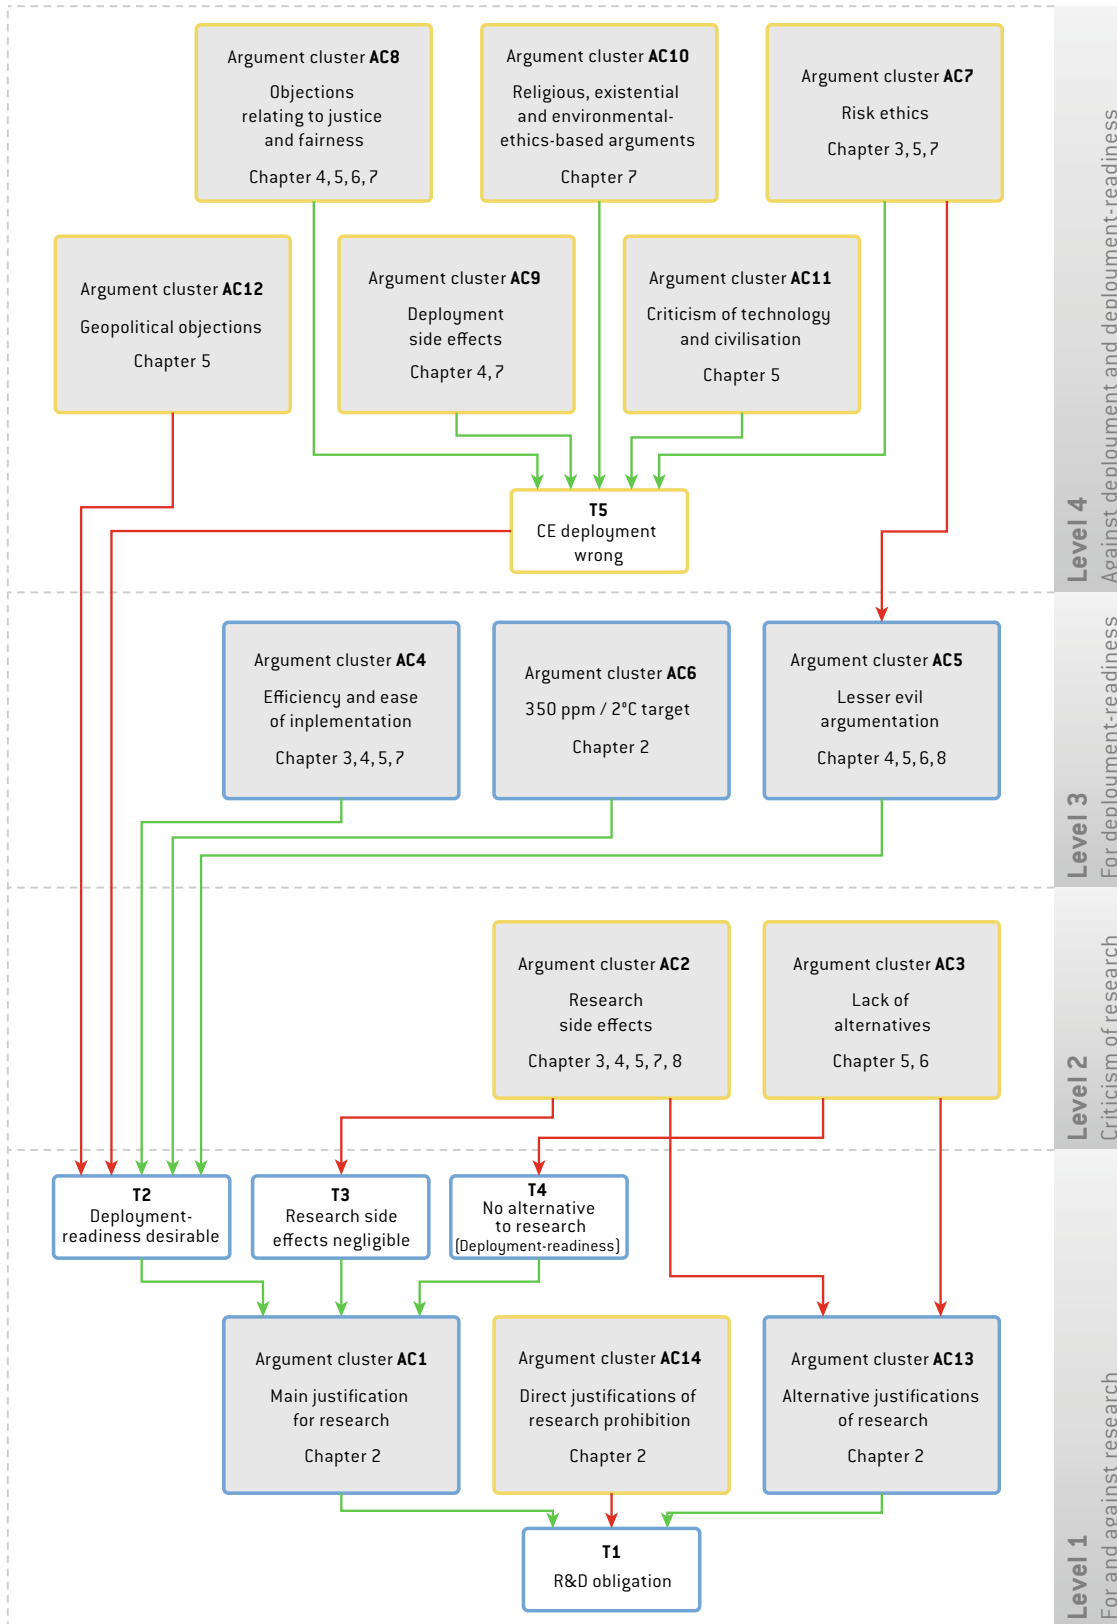 Argument cluster AC8
Objections
relating to justice
and fairness
Chapter 4, 5, 6, 7
Argument cluster AC10
Religious, existential
and environmental-
ethics-based arguments
Chapter 7
Argument cluster AC7
Risk ethics
Chapter 3, 5, 7
Argument cluster AC12
Geopolitical objections
Chapter 5
Argument cluster AC9
Deployment
side effects
Chapter 4, 7
Argument cluster AC11
Criticism of technology
and civilisation
Chapter 5
T5
CE deployment
wrong
Level 4
Against deployment and deployment-readiness
Argument cluster AC4
Efficiency and ease
of inplementation
Chapter 3, 4, 5, 7
Argument cluster AC6
350 ppm / 2°C target
Chapter 2
Argument cluster AC5
Lesser evil
argumentation
Chapter 4, 5, 6, 8
Level 3
For deployment-readiness
Argument cluster AC2
Research
side effects
Chapter 3, 4, 5, 7, 8
Argument cluster AC3
Lack of
alternatives
Chapter 5, 6
Level 2
Criticism of research
T2
Deployment-
readiness desirable
T3
Research side
effects negligible
T4
No alternative
to research
(Deployment-readiness)
Argument cluster AC1
Main justification
for research
Chapter 2
Argument cluster AC14
Direct justifications of
research prohibition
Chapter 2
Argument cluster AC13
Alternative justifications
of research
Chapter 2
T1
R&D obligation
Level 1
For and against research